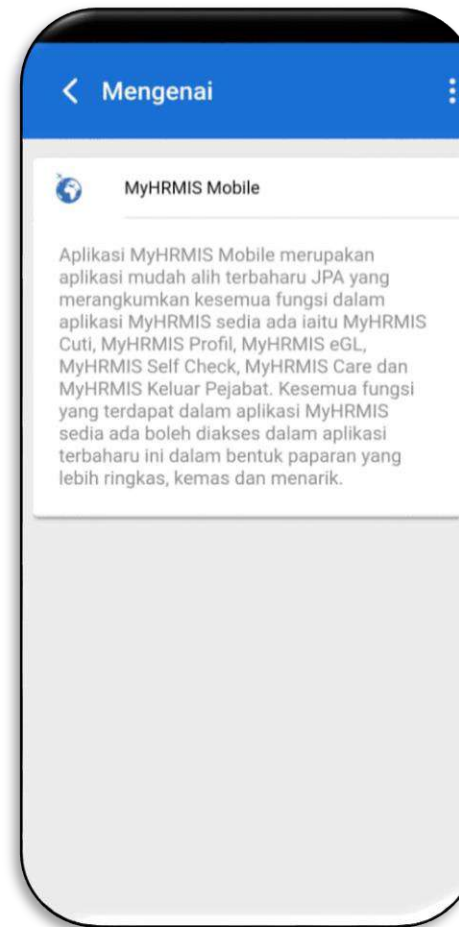 Mengenai
MyHRMIS Mobile
Aplikasi MyHRMIS Mobile merupakan
aplikasi mudah alih terbaharu JPA yang
merangkumkan kesemua fungsi dalam
aplikasi MyHRMIS sedia ada iaitu MyHRMIS
Cuti, MyHRMIS Profil, MyHRMIS eGL,
MyHRMIS Self Check, MyHRMIS Care dan
MyHRMIS Keluar Pejabat. Kesemua fungsi
yang terdapat dalam aplikasi MyHRMIS
sedia ada boleh diakses dalam aplikasi
terbaharu ini dalam bentuk paparan yang
lebih ringkas, kemas dan menarik.